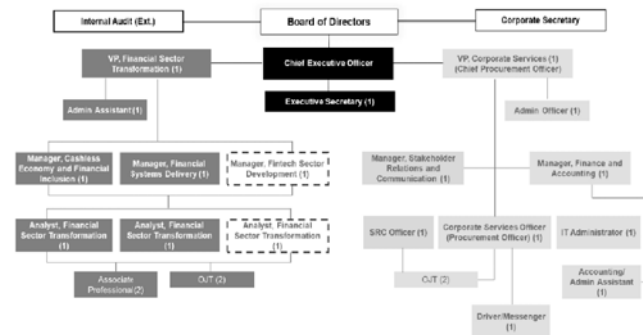 Internal Audit (Ext.)
Board of Directors
Corporate Secretary
VP, Financial Sector
Transformation (1)
Chief Executive Officer
VP, Corporate Services (1)
(Chief Procurement Officer)
Admin Assistant (1)
Executive Secretary (1)
Admin Officer (1)
Manager, Cashless
Economy and Financial
Inclusion (1)
Manager, Financial
Systems Delivery (1)
Manager, Fintech Sector
Development (1)
Manager, Stakeholder
Relations and
Communication (1)
Manager, Finance and
Accounting (1)
Analyst, Financial
Sector Transformation
(1)
Analyst, Financial
Sector Transformation
(1)
Analyst, Financial
Sector Transformation
(1)
SRC Officer (1)
Corporate Services Officer
(Procurement Officer) (1)
IT Administrator (1)
Associate
Professional (2)
OJT (2)
OJT (2)
Accounting/
Admin Assistant
(1)
Driver/Messenger
(1)